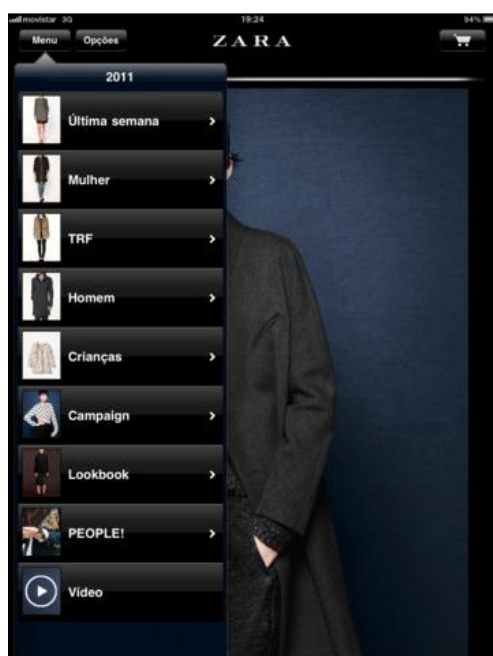 movistar 3G 19:24 94%
Menu Opções ZARA
2011
Última semana
Mulher
TRF
Homem
Crianças
Campaign
Lookbook
PEOPLE!
Vídeo